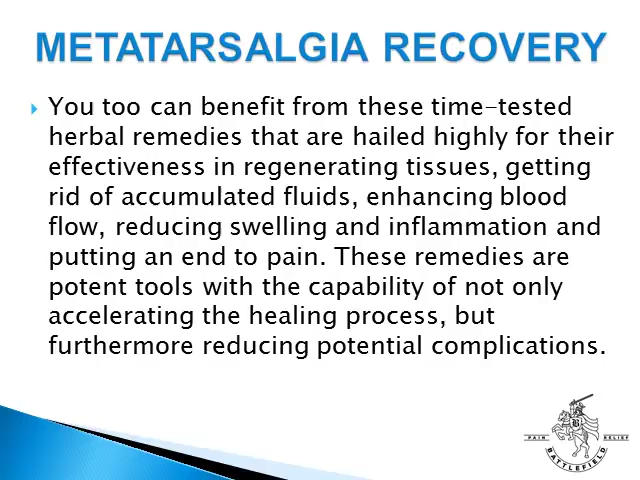 METATARSALGIA RECOVERY
You too can benefit from these time-tested
herbal remedies that are hailed highly for their
effectiveness in regenerating tissues, getting
rid of accumulated fluids, enhancing blood
flow, reducing swelling and inflammation and
putting an end to pain. These remedies are
potent tools with the capability of not only
accelerating the healing process, but
furthermore reducing potential complications.
B
PAIN RELIEF
BATTLEFIELD